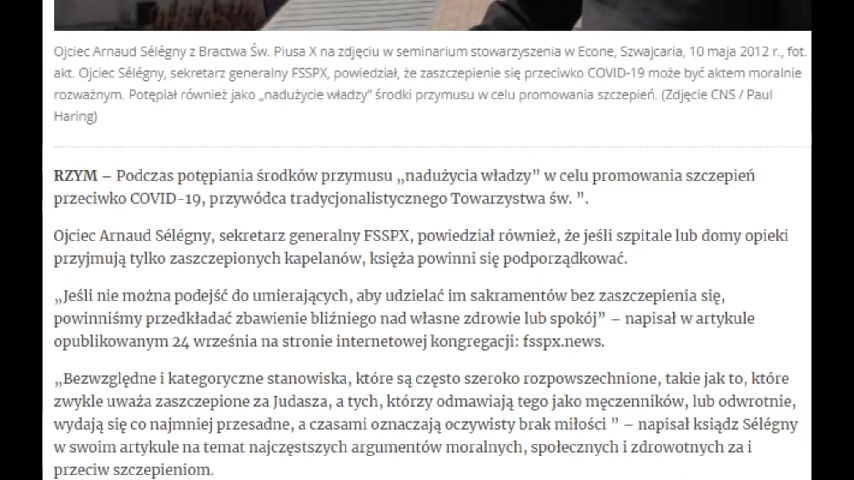 Ojciec Arnaud Sélégny z Bractwa Św. Piusa X na zdjęciu w seminarium stowarzyszenia w Econe, Szwajcaria, 10 maja 2012 r., fot.
akt. Ojciec Sélégny, sekretarz generalny FSSPX, powiedział, że zaszczepienie się przeciwko COVID-19 może być aktem moralnie
rozważnym. Potępiał również jako „nadużycie władzy” środki przymusu w celu promowania szczepień. (Zdjęcie CNS / Paul
Haring)
RZYM – Podczas potępiania środków przymusu „nadużycia władzy” w celu promowania szczepień
przeciwko COVID-19, przywódca tradycjonalistycznego Towarzystwa św. ”.
Ojciec Arnaud Sélégny, sekretarz generalny FSSPX, powiedział również, że jeśli szpitale lub domy opieki
przyjmują tylko zaszczepionych kapelanów, księża powinni się podporządkować.
„Jeśli nie można podejść do umierających, aby udzielać im sakramentów bez zaszczepienia się,
powinniśmy przedkładać zbawienie bliźniego nad własne zdrowie lub spokój” – napisał w artykule
opublikowanym 24 września na stronie internetowej kongregacji: fsspx.news.
„Bezwzględne i kategoryczne stanowiska, które są często szeroko rozpowszechnione, takie jak to, które
zwykle uważa zaszczepione za Judasza, a tych, którzy odmawiają tego jako męczenników, lub odwrotnie,
wydają się co najmniej przesadne, a czasami oznaczają oczywisty brak miłości ” – napisał ksiądz Sélégny
w swoim artykule na temat najczęstszych argumentów moralnych, społecznych i zdrowotnych za i
przeciw szczepieniom.